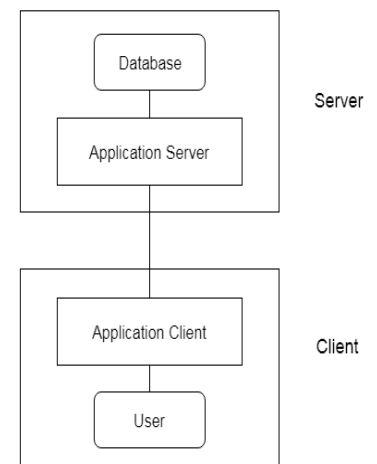 Database
Server
Application Server
Application Client
Client
User